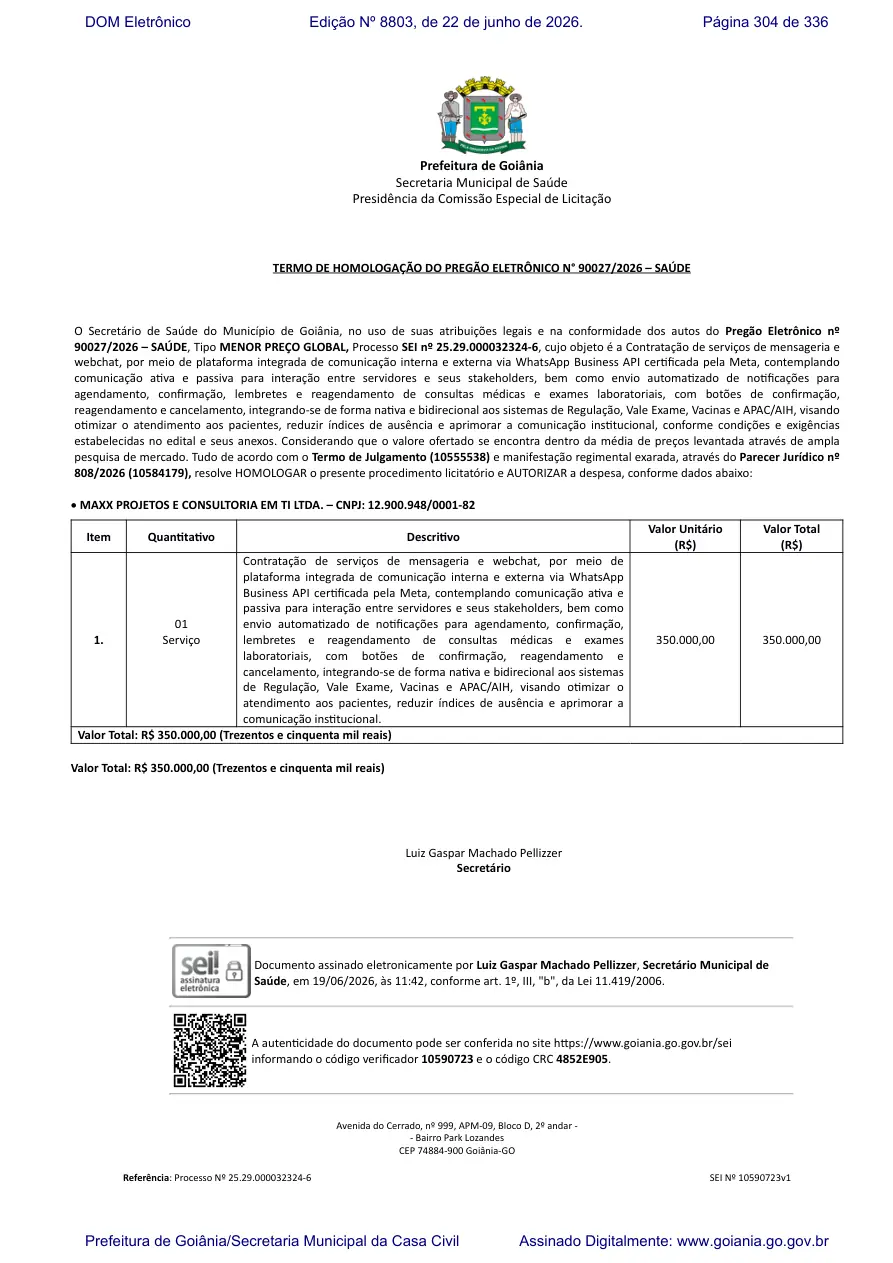 DOM Eletrônico Edição Nº 8803, de 22 de junho de 2026. Página 304 de 336
Prefeitura de Goiânia
Secretaria Municipal de Saúde
Presidência da Comissão Especial de Licitação
TERMO DE HOMOLOGAÇÃO DO PREGÃO ELETRÔNICO N° 90027/2026 – SAÚDE
O Secretário de Saúde do Município de Goiânia, no uso de suas atribuições legais e na conformidade dos autos do Pregão Eletrônico nº
90027/2026 – SAÚDE, Tipo MENOR PREÇO GLOBAL, Processo SEI nº 25.29.000032324-6, cujo objeto é a Contratação de serviços de mensageria e
webchat, por meio de plataforma integrada de comunicação interna e externa via WhatsApp Business API certificada pela Meta, contemplando
comunicação ativa e passiva para interação entre servidores e seus stakeholders, bem como envio automatizado de notificações para
agendamento, confirmação, lembretes e reagendamento de consultas médicas e exames laboratoriais, com botões de confirmação,
reagendamento e cancelamento, integrando-se de forma nativa e bidirecional aos sistemas de Regulação, Vale Exame, Vacinas e APAC/AIH, visando
otimizar o atendimento aos pacientes, reduzir índices de ausência e aprimorar a comunicação institucional, conforme condições e exigências
estabelecidas no edital e seus anexos. Considerando que o valore ofertado se encontra dentro da média de preços levantada através de ampla
pesquisa de mercado. Tudo de acordo com o Termo de Julgamento (10555538) e manifestação regimental exarada, através do Parecer Jurídico nº
808/2026 (10584179), resolve HOMOLOGAR o presente procedimento licitatório e AUTORIZAR a despesa, conforme dados abaixo:
• MAXX PROJETOS E CONSULTORIA EM TI LTDA. – CNPJ: 12.900.948/0001-82
Item Quantitativo Descritivo Valor Unitário (R$) Valor Total (R$)
1.
01
Serviço
Contratação de serviços de mensageria e webchat, por meio de
plataforma integrada de comunicação interna e externa via WhatsApp
Business API certificada pela Meta, contemplando comunicação ativa e
passiva para interação entre servidores e seus stakeholders, bem como
envio automatizado de notificações para agendamento, confirmação,
lembretes e reagendamento de consultas médicas e exames
laboratoriais, com botões de confirmação, reagendamento e
cancelamento, integrando-se de forma nativa e bidirecional aos sistemas
de Regulação, Vale Exame, Vacinas e APAC/AIH, visando otimizar o
atendimento aos pacientes, reduzir índices de ausência e aprimorar a
comunicação institucional.
350.000,00 350.000,00
Valor Total: R$ 350.000,00 (Trezentos e cinquenta mil reais)
Valor Total: R$ 350.000,00 (Trezentos e cinquenta mil reais)
Luiz Gaspar Machado Pellizzer
Secretário
sei!
assinatura
eletrônica
Documento assinado eletronicamente por Luiz Gaspar Machado Pellizzer, Secretário Municipal de
Saúde, em 19/06/2026, às 11:42, conforme art. 1º, III, "b", da Lei 11.419/2006.
A autenticidade do documento pode ser conferida no site https://www.goiania.go.gov.br/sei
informando o código verificador 10590723 e o código CRC 4852E905.
Avenida do Cerrado, nº 999, APM-09, Bloco D, 2º andar -
- Bairro Park Lozandes
CEP 74884-900 Goiânia-GO
Referência: Processo Nº 25.29.000032324-6 SEI Nº 10590723v1
Prefeitura de Goiânia/Secretaria Municipal da Casa Civil Assinado Digitalmente: www.goiania.go.gov.br